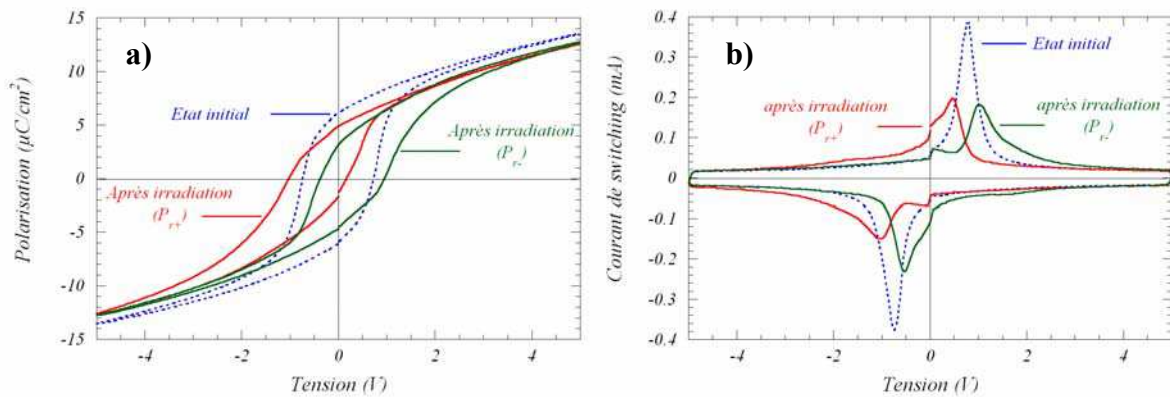 a)
Polarisation (µC/cm²)
15
10
5
0
-5
-10
-15
Etat initial
Après irradiation
(Pr-)
Après irradiation
(Pr+)
-4
-2
0
2
4
Tension (V)
b)
Courant de switching (mA)
0.4
0.3
0.2
0.1
0
-0.1
-0.2
-0.3
-0.4
Etat initial
après irradiation
(Pr+)
après irradiation
(Pr-)
-4
-2
0
2
4
Tension (V)